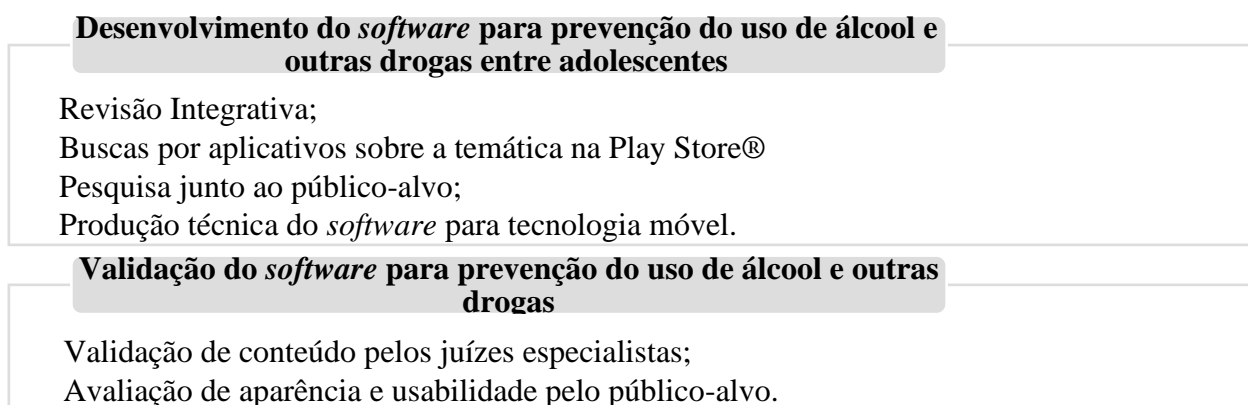 Desenvolvimento do software para prevenção do uso de álcool e
outras drogas entre adolescentes
Revisão Integrativa;
Buscas por aplicativos sobre a temática na Play Store®
Pesquisa junto ao público-alvo;
Produção técnica do software para tecnologia móvel.
Validação do software para prevenção do uso de álcool e outras
drogas
Validação de conteúdo pelos juízes especialistas;
Avaliação de aparência e usabilidade pelo público-alvo.